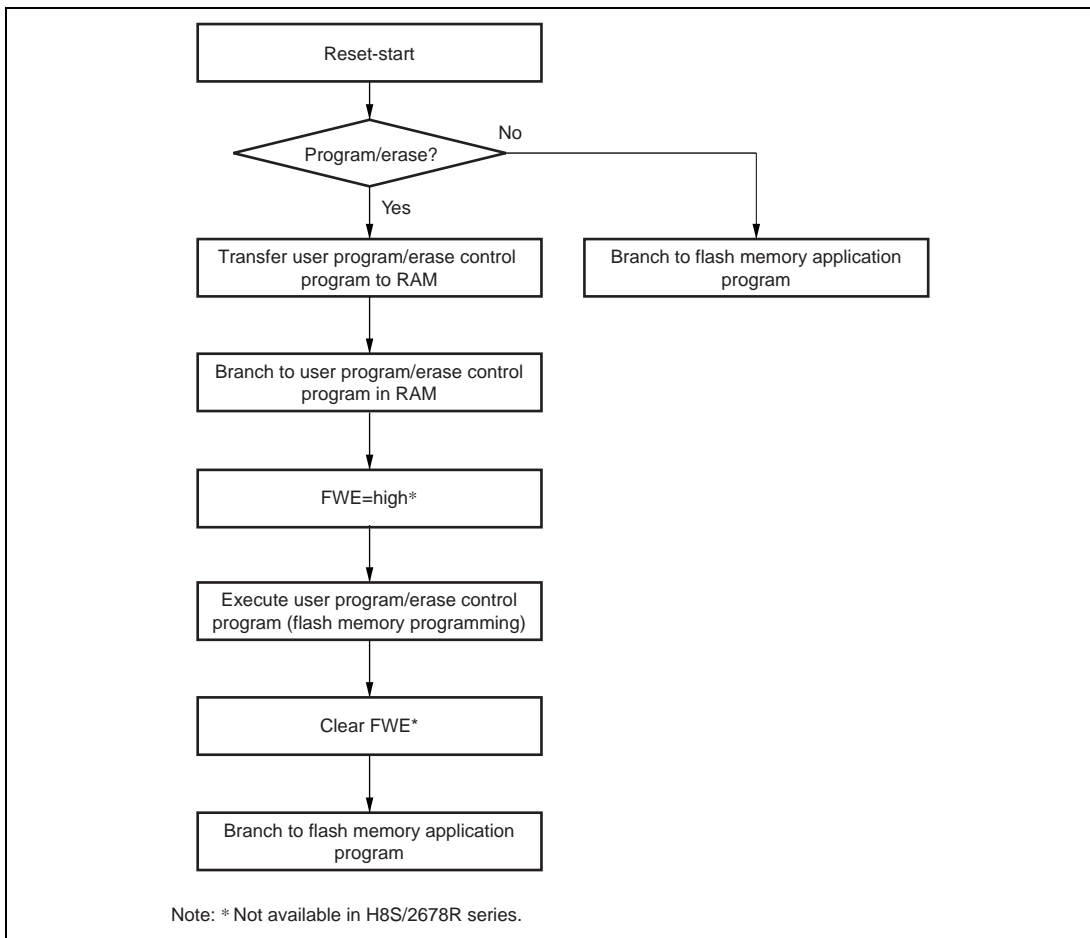 Reset-start
Program/erase?
No
Yes
Transfer user program/erase control
program to RAM
Branch to flash memory application
program
Branch to user program/erase control
program in RAM
FWE=high*
Execute user program/erase control
program (flash memory programming)
Clear FWE*
Branch to flash memory application
program
Note: * Not available in H8S/2678R series.